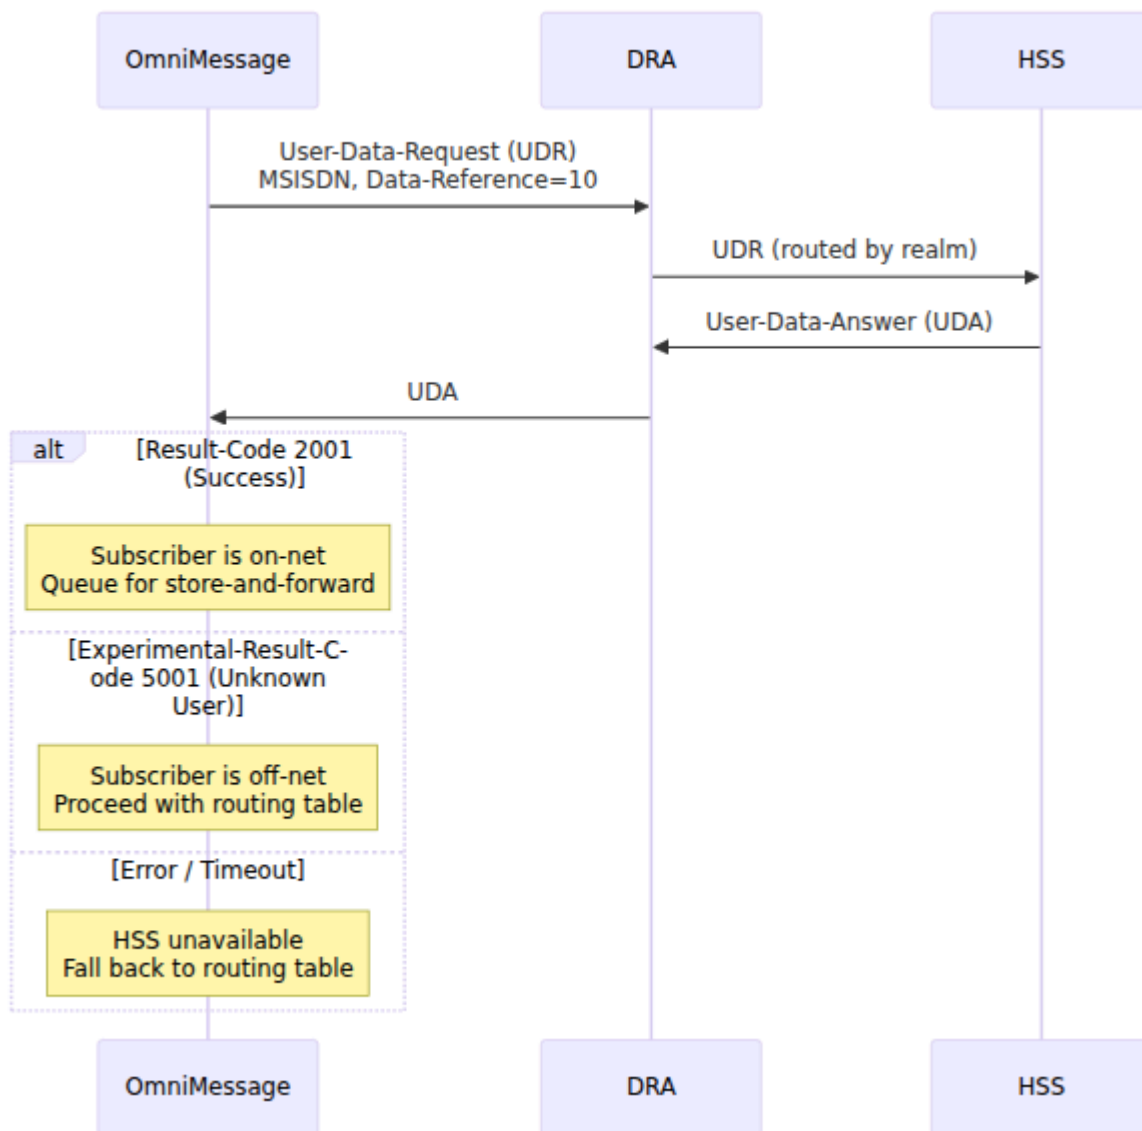 OmniMessage
DRA
HSS
User-Data-Request (UDR)
MSISDN, Data-Reference=10
UDR (routed by realm)
User-Data-Answer (UDA)
UDA
alt
[Result-Code 2001
(Success)]
Subscriber is on-net
Queue for store-and-forward
[Experimental-Result-C-
ode 5001 (Unknown
User)]
Subscriber is off-net
Proceed with routing table
[Error / Timeout]
HSS unavailable
Fall back to routing table
OmniMessage
DRA
HSS